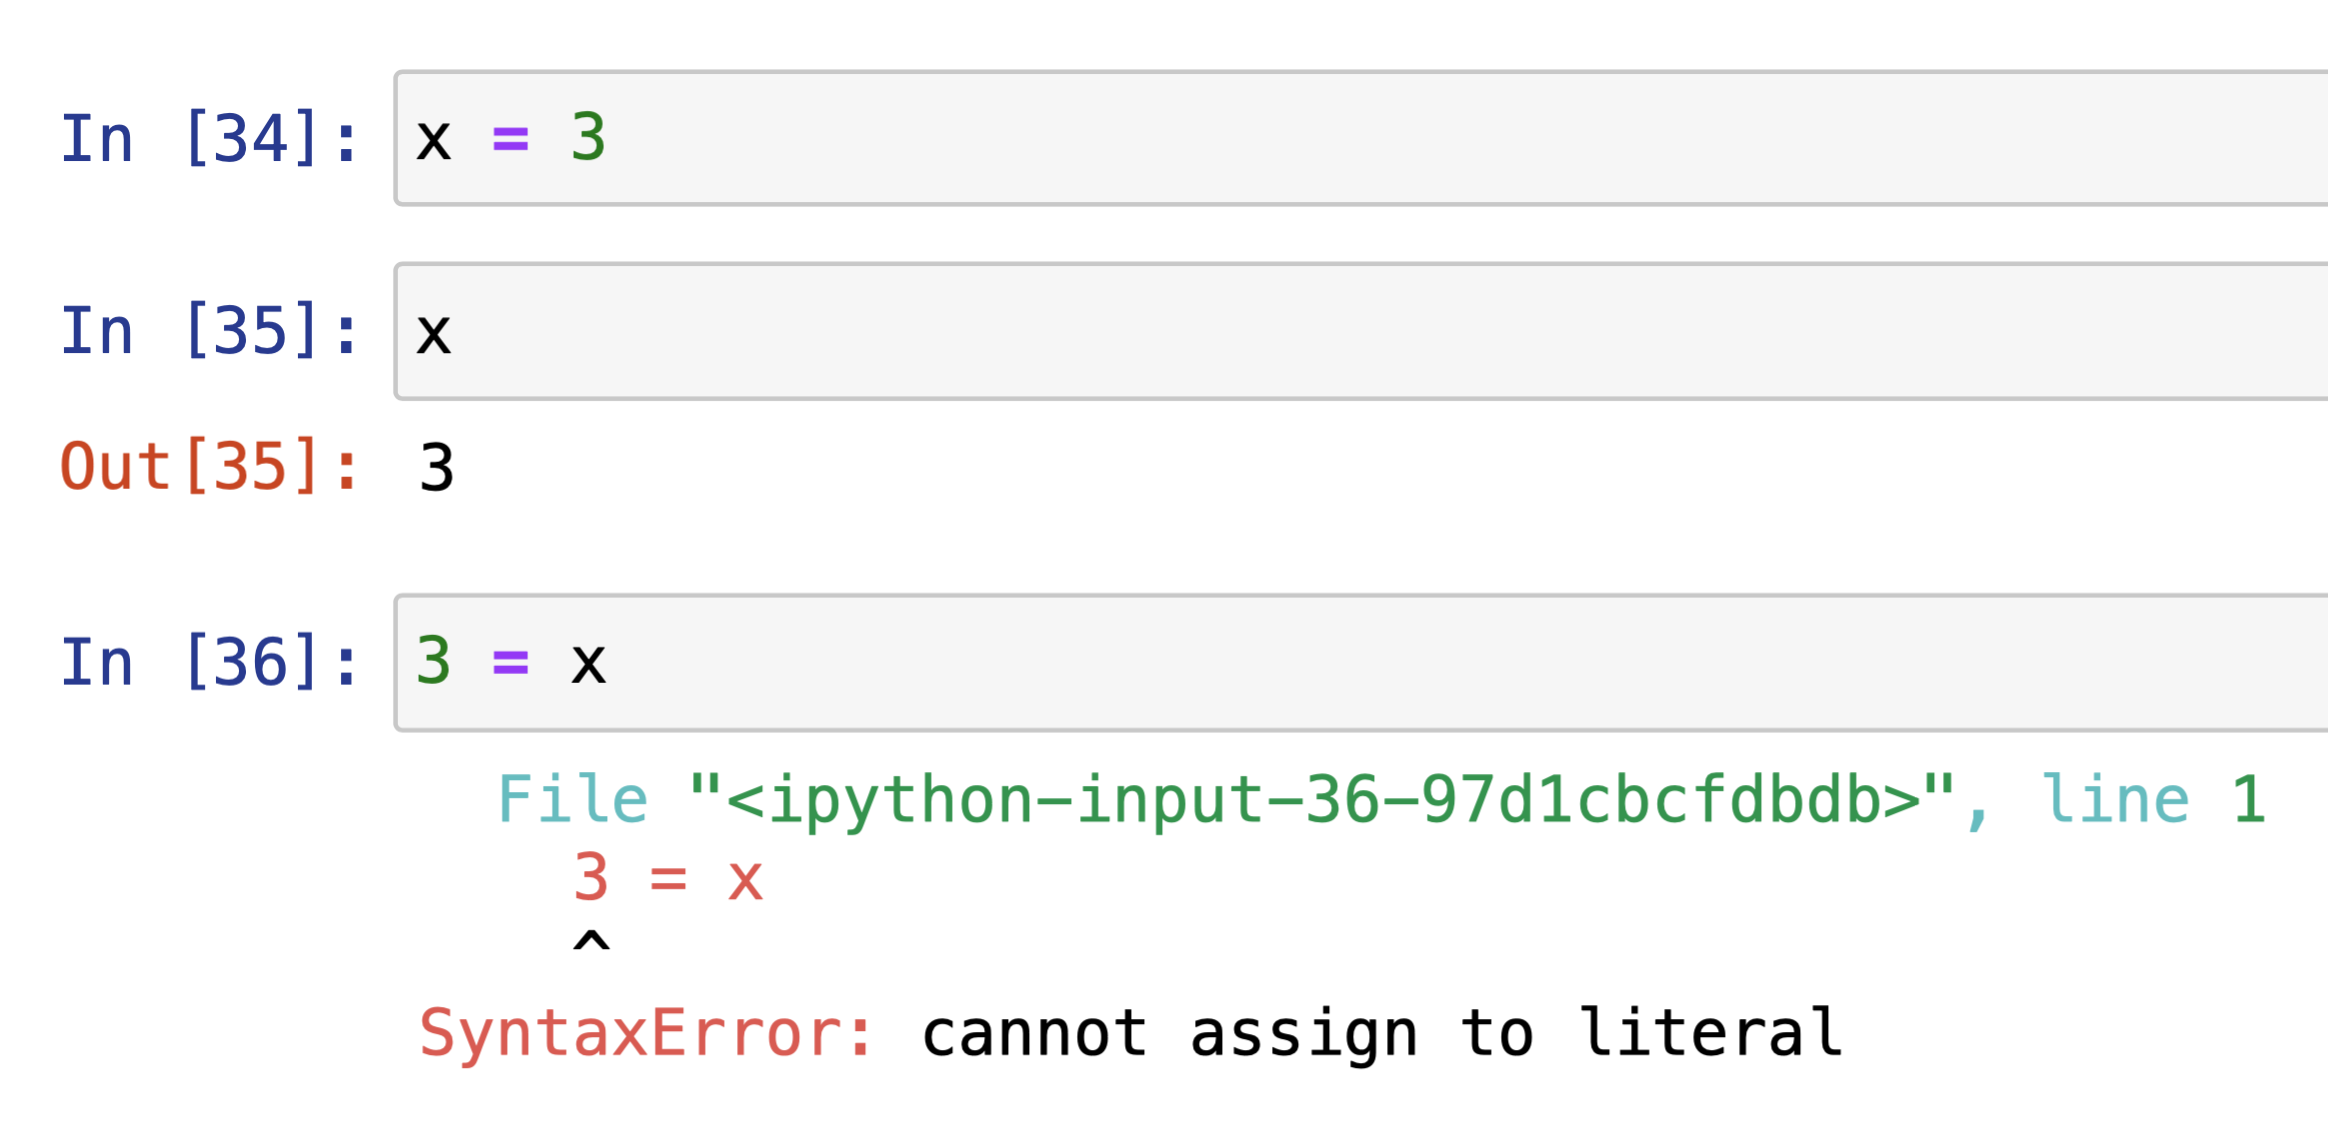 In [34]: x = 3
In [35]: x
Out[35]: 3
In [36]: 3 = x
File "<ipython-input-36-97d1cbcfdbdb>", line 1
3 = x
^
SyntaxError: cannot assign to literal